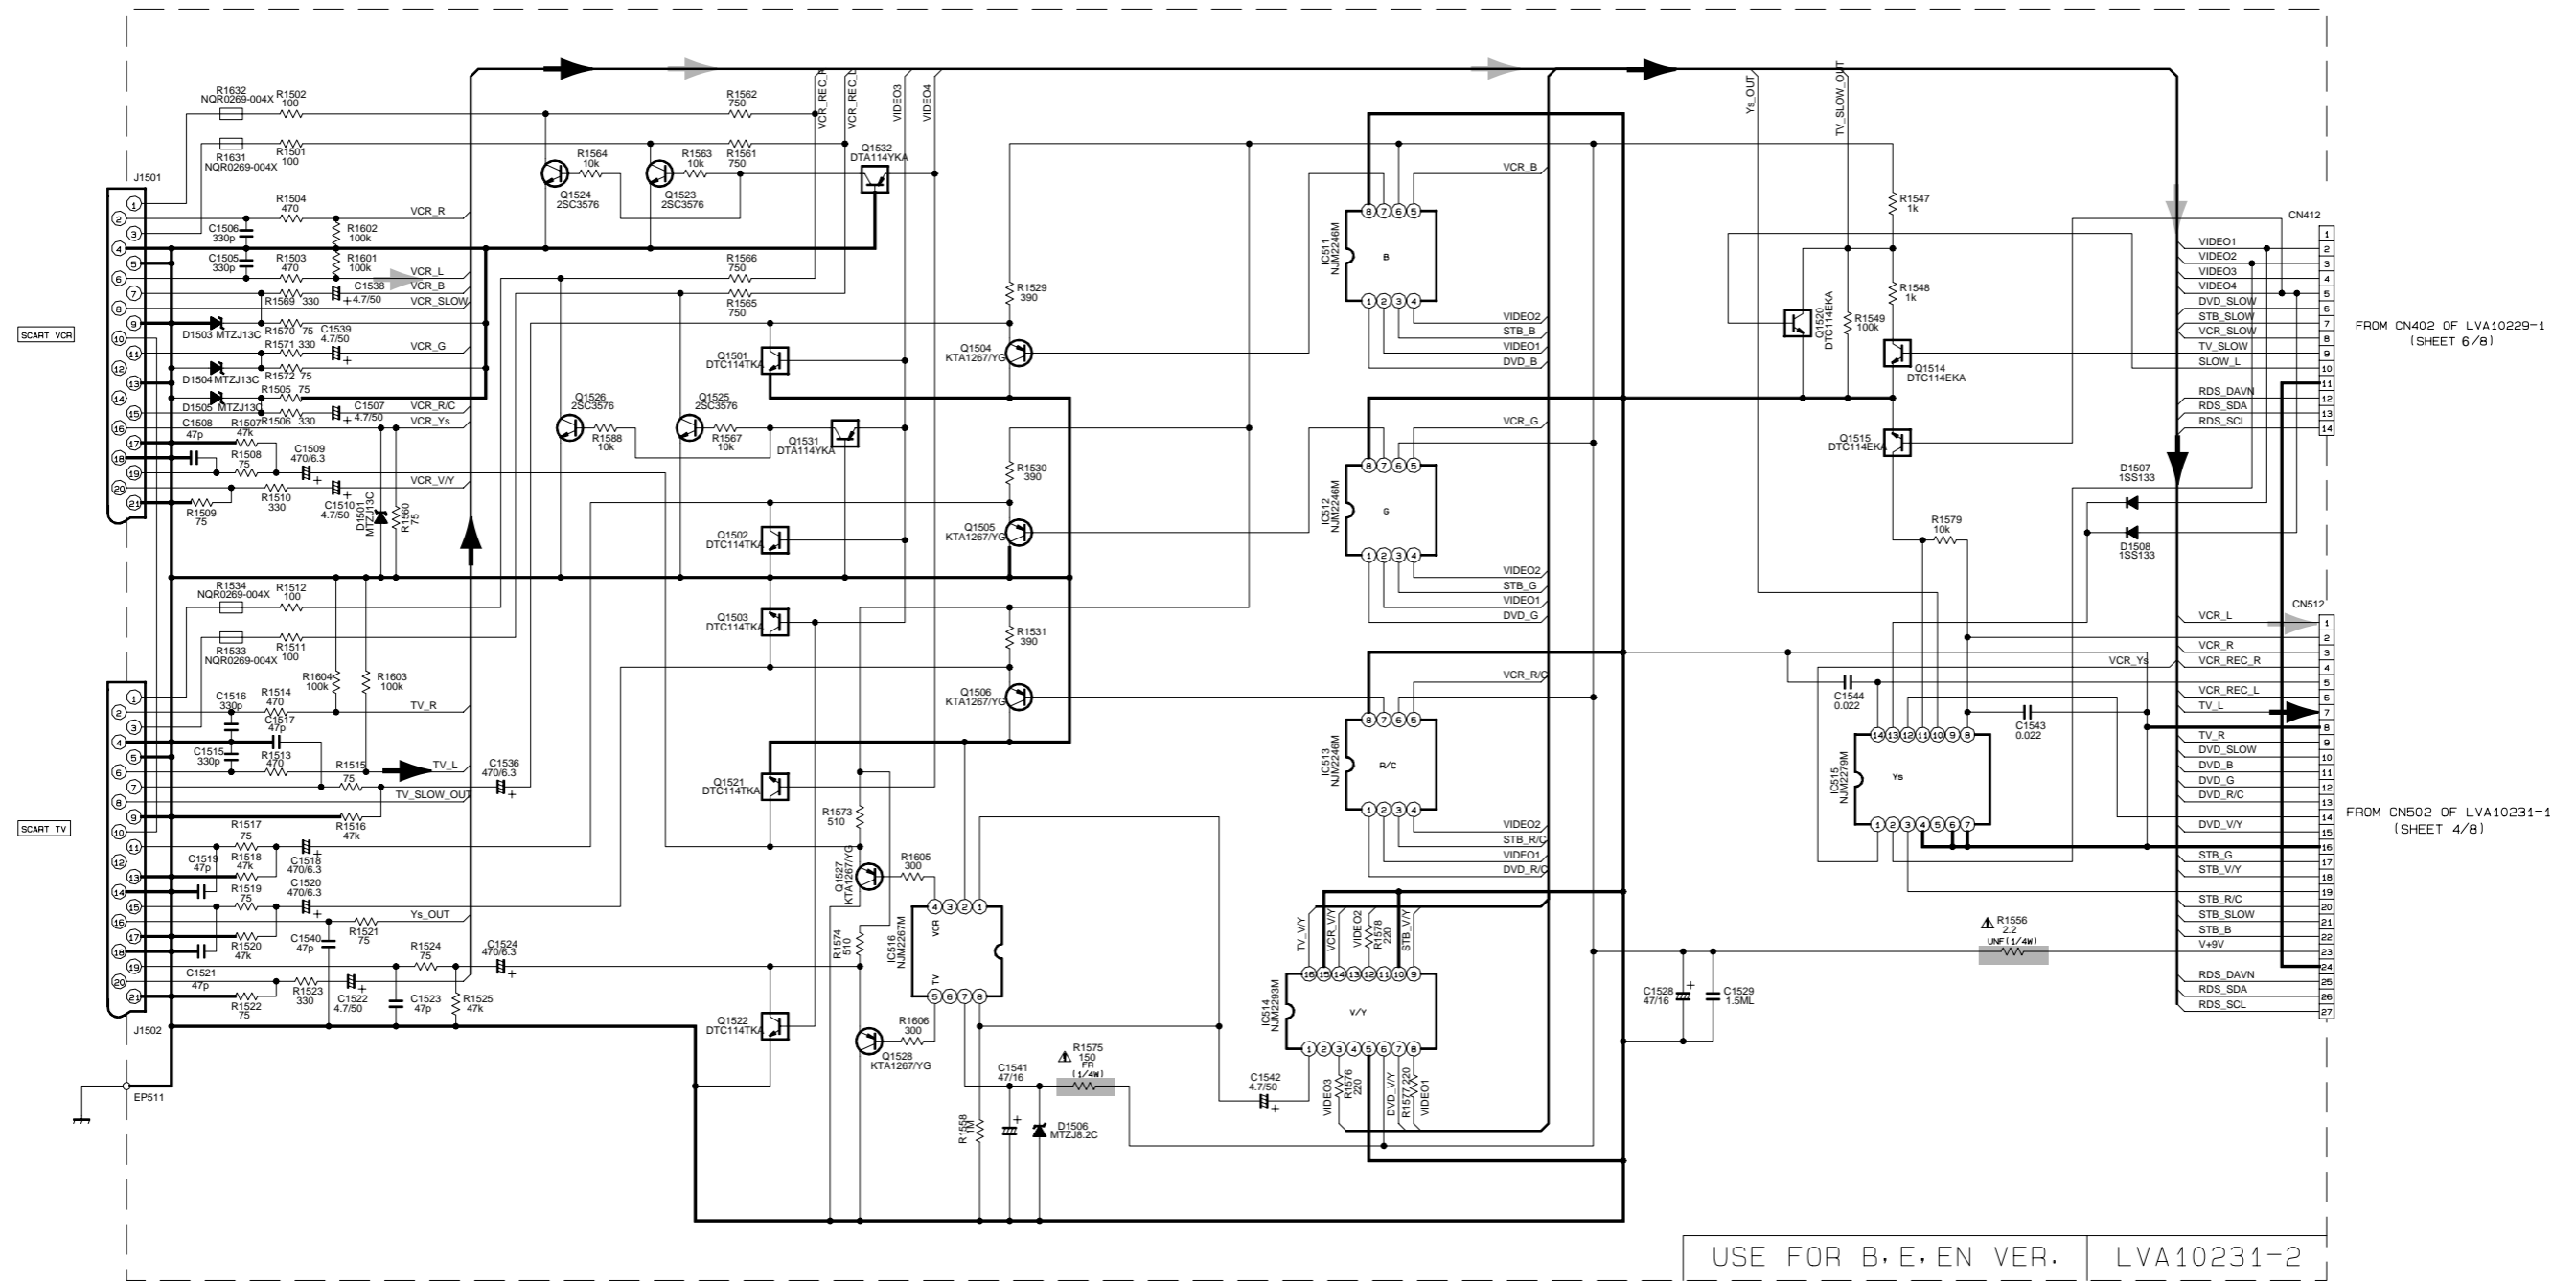 R1632
NQR0269-004X
R1502
100
R1631
NQR0269-004X
R1501
100
J1501
R1504
470
C1506
330p
R1602
100k
VCR_R
C1505
330p
R1503
470
R1601
100k
VCR_L
VCR_B
VCR_SLOW
R1569 330
C1538
4.7/50
SCART VCR
D1503 MTZJ13C
R1570 75
C1539
4.7/50
R1571 330
VCR_G
D1504 MTZJ13C
R1572 75
R1505 75
D1505 MTZJ13C
R1506 330
C1507
4.7/50
VCR_R/C
VCR_Ys
C1508
47p
R1507
47k
R1508
75
C1509
470/6.3
R1509
75
R1510
330
C1510
4.7/50
VCR_V/Y
D1501
MTZJ13C
R1560
75
R1562
750
R1564
10k
R1563
10k
R1561
750
Q1532
DTA114YKA
Q1524
2SC3576
Q1523
2SC3576
VCR_REC_R
VCR_REC_L
VIDEO3
VIDEO4
R1566
750
R1565
750
Q1501
DTC114TKA
Q1526
2SC3576
R1588
10k
Q1525
2SC3576
R1567
10k
Q1531
DTA114YKA
Q1502
DTC114TKA
Q1503
DTC114TKA
R1529
390
Q1504
KTA1267/YG
R1530
390
Q1505
KTA1267/YG
R1531
390
Q1506
KTA1267/YG
Q1521
DTC114TKA
R1534
NQR0269-004X
R1512
100
R1533
NQR0269-004X
R1511
100
R1604
100k
R1603
100k
C1516
330p
R1514
470
C1517
47p
TV_R
C1515
330p
R1513
470
R1515
75
TV_L
C1536
470/6.3
TV_SLOW_OUT
R1516
47k
SCART TV
R1517
75
C1519
47p
R1518
47k
C1518
470/6.3
R1519
75
C1520
470/6.3
R1520
47k
C1540
47p
R1521
75
Ys_OUT
R1524
75
C1524
470/6.3
C1521
47p
R1522
75
R1523
330
C1522
4.7/50
C1523
47p
R1525
47k
J1502
EP511
R1573
510
Q1527
KTA1267/YG
R1605
300
R1574
510
IC516
NJM2267M
VCR
TV
Q1522
DTC114TKA
Q1528
KTA1267/YG
R1606
300
R1558
1M
C1541
47/16
D1506
MTZJ8.2C
R1575
150
FR
(1/4W)
C1542
4.7/50
IC511
NJM2246M
B
VCR_B
VIDEO2
STB_B
VIDEO1
DVD_B
IC512
NJM2246M
G
VCR_G
VIDEO2
STB_G
VIDEO1
DVD_G
IC513
NJM2246M
R/C
VCR_R/C
VIDEO2
STB_R/C
VIDEO1
DVD_R/C
TV_V/Y
VCR_V/Y
VIDEO2
R1578
220
STB_V/Y
IC514
NJM2293M
V/Y
VIDEO3
R1576
220
DVD_V/Y
R1577 220
VIDEO1
Ys_OUT
TV_SLOW_OUT
R1547
1k
R1548
1k
Q1520
DTC114EKA
R1549
100k
Q1514
DTC114EKA
Q1515
DTC114EKA
R1579
10k
D1507
1SS133
D1508
1SS133
VCR_Ys
C1544
0.022
C1543
0.022
IC515
NJM2279M
Ys
R1556
2.2
UNF(1/4W)
C1528
47/16
C1529
1.5ML
CN412
VIDEO1
VIDEO2
VIDEO3
VIDEO4
DVD_SLOW
STB_SLOW
VCR_SLOW
TV_SLOW
SLOW_L
RDS_DAVN
RDS_SDA
RDS_SCL
FROM CN402 OF LVA10229-1
(SHEET 6/8)
CN512
VCR_L
VCR_R
VCR_REC_R
VCR_REC_L
TV_L
TV_R
DVD_SLOW
DVD_B
DVD_G
DVD_R/C
DVD_V/Y
STB_G
STB_V/Y
STB_R/C
STB_SLOW
STB_B
V+9V
RDS_DAVN
RDS_SDA
RDS_SCL
FROM CN502 OF LVA10231-1
(SHEET 4/8)
USE FOR B,E,EN VER.
LVA10231-2